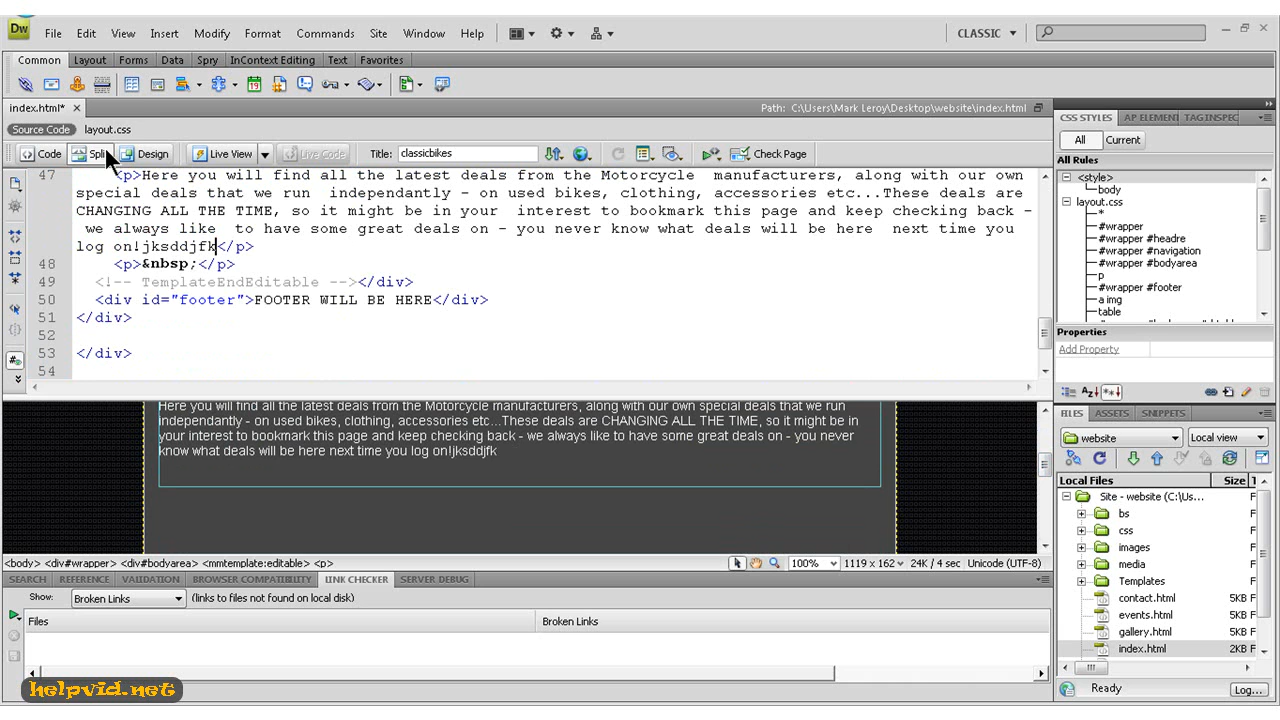 Dw File Edit View Insert Modify Format Commands Site Window Help CLASSIC
Common Layout Forms Data Spry InContext Editing Text Favorites
index.html* Path: C:\Users\Mark Leroy\Desktop\website\index.html
Source Code layout.css
Code Split Design Live View Live Code Title: classicbikes Check Page
47 <p>Here you will find all the latest deals from the Motorcycle manufacturers, along with our own
special deals that we run independantly - on used bikes, clothing, accessories etc...These deals are
CHANGING ALL THE TIME, so it might be in your interest to bookmark this page and keep checking back -
we always like to have some great deals on - you never know what deals will be here next time you
log on!jksddjfk</p>
48 <p>&nbsp;</p>
49 <!-- TemplateEndEditable --></div>
50 <div id="footer">FOOTER WILL BE HERE</div>
51 </div>
52
53 </div>
54
Here you will find all the latest deals from the Motorcycle manufacturers, along with our own special deals that we run
independantly - on used bikes, clothing, accessories etc...These deals are CHANGING ALL THE TIME, so it might be in
your interest to bookmark this page and keep checking back - we always like to have some great deals on - you never
know what deals will be here next time you log on!jksddjfk
<body> <div#wrapper> <div#bodyarea> <mmtemplate:editable> <p> 100% 1119 x 162 24K / 4 sec Unicode (UTF-8)
SEARCH REFERENCE VALIDATION BROWSER COMPATIBILITY LINK CHECKER SERVER DEBUG
Show: Broken Links (links to files not found on local disk)
Files Broken Links
helpvid.net
CSS STYLES AP ELEMEN TAG INSPEC
All Current
All Rules
<style>
body
layout.css
*
#wrapper
#wrapper #headre
#wrapper #navigation
#wrapper #bodyarea
p
#wrapper #footer
a img
table
Properties
Add Property
FILES ASSETS SNIPPETS
website Local view
Local Files Size T
Site - website (C:\Us... F
bs F
css F
images F
media F
Templates F
contact.html 5KB F
events.html 5KB F
gallery.html 5KB F
index.html 2KB F
Ready Log...